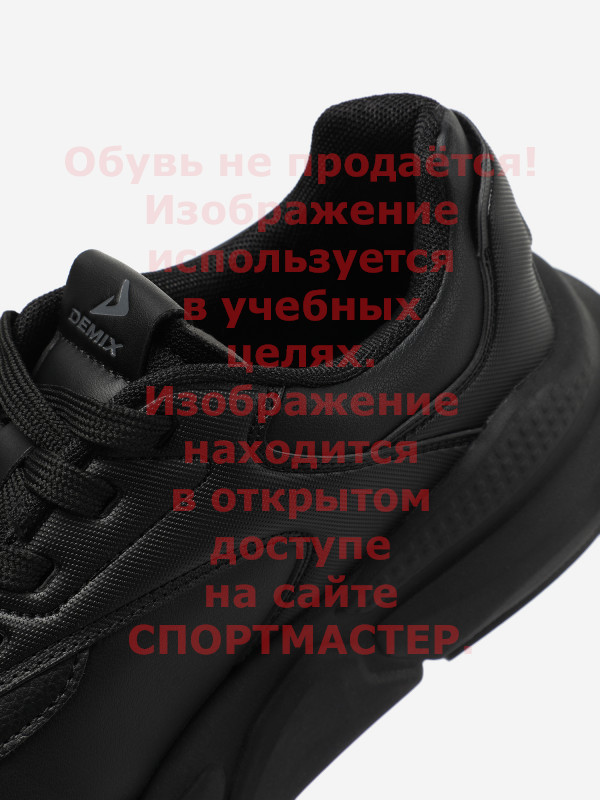 Обувь не продаётся!
Изображение
используется
в учебных
целях.
DEMIX
Изображение
находится
в открытом
доступе
на сайте
СПОРТМАСТЕР.